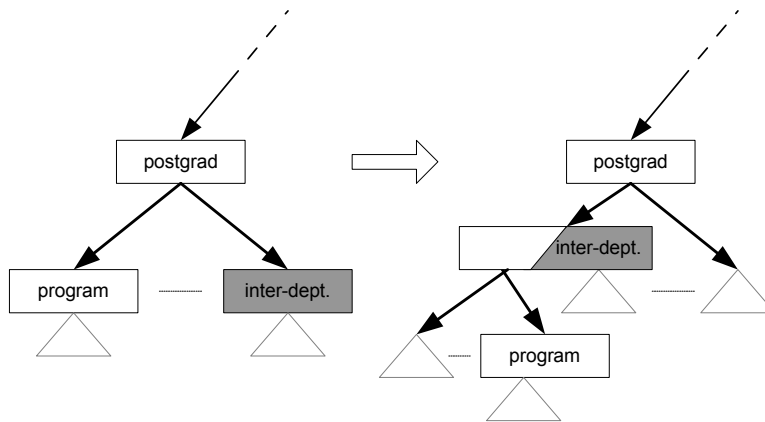 postgrad
program
inter-dept.
postgrad
inter-dept.
program